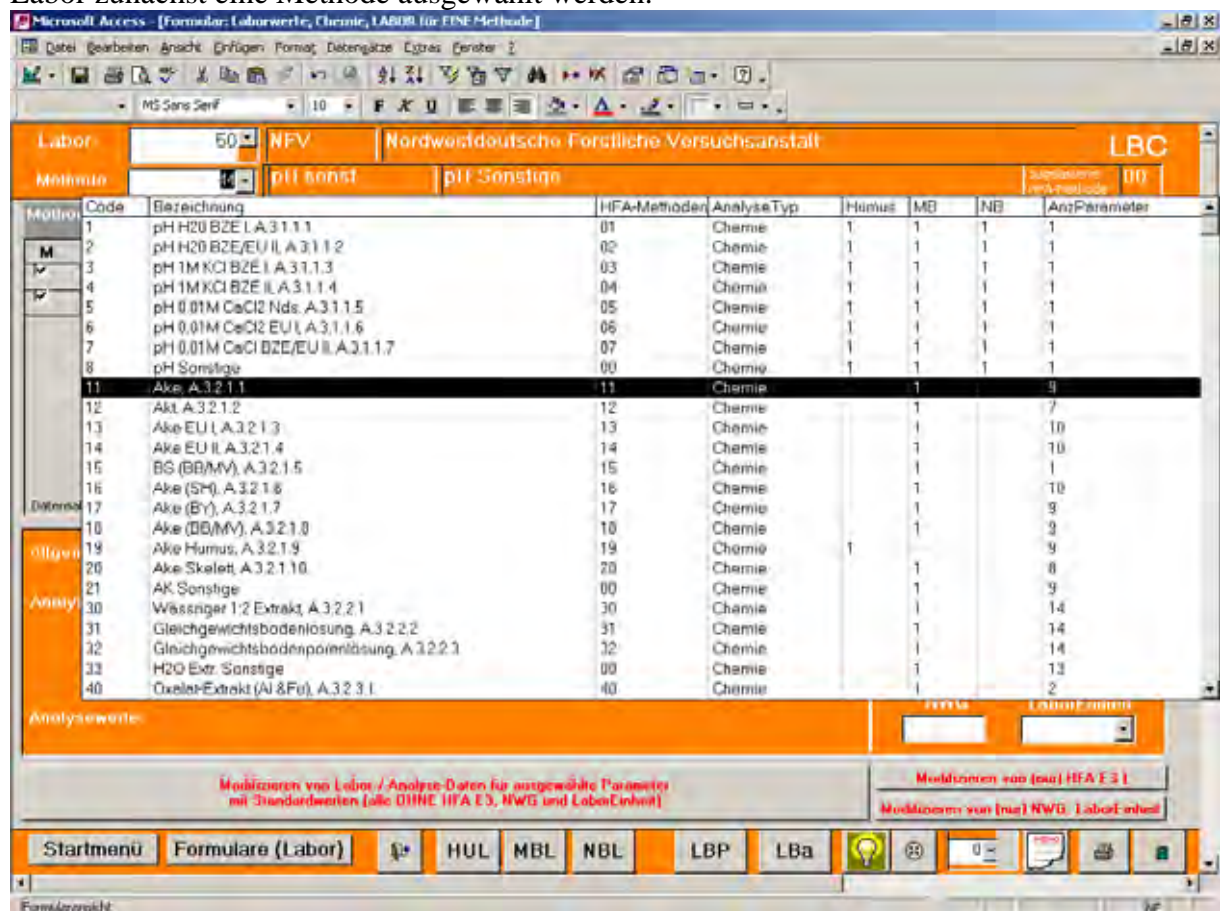 Labor zunächst eine Methode ausgewählt werden.
Microsoft Access - [Formular: Laborwerte, Chemie, LABOR für EINE Methode]
Datei Bearbeiten Ansicht Einfügen Format Datensätze Extras Fenster ?
MS Sans Serif 10 F K U
Labor 50 NFV Nordwestdeutsche Forstliche Versuchsanstalt LBC
Methode 14 pH sonst pH Sonstige 00
Code Bezeichnung HFA-Methoden AnalyseTyp Humus MB NB AnzParameter
1 pH H20 BZE I, A.3.1.1.1 01 Chemie 1 1 1 1
2 pH H20 BZE/EU II, A.3.1.1.2 02 Chemie 1 1 1 1
3 pH 1M KCl BZE I, A.3.1.1.3 03 Chemie 1 1 1 1
4 pH 1M KCl BZE II, A.3.1.1.4 04 Chemie 1 1 1 1
5 pH 0.01M CaCl2 Nds. A.3.1.1.5 05 Chemie 1 1 1 1
6 pH 0.01M CaCl2 EU I, A.3.1.1.6 06 Chemie 1 1 1 1
7 pH 0.01M CaCl BZE/EU II, A.3.1.1.7 07 Chemie 1 1 1 1
8 pH Sonstige 00 Chemie 1 1 1 1
11 Ake, A.3.2.1.1 11 Chemie 1 9
12 Akt, A.3.2.1.2 12 Chemie 1 7
13 Ake EU I, A.3.2.1.3 13 Chemie 1 10
14 Ake EU II, A.3.2.1.4 14 Chemie 1 10
15 BS (BB/MV), A.3.2.1.5 15 Chemie 1 1
16 Ake (SH), A.3.2.1.6 16 Chemie 1 10
17 Ake (BY), A.3.2.1.7 17 Chemie 1 9
18 Ake (BB/MV), A.3.2.1.8 18 Chemie 1 9
19 Ake Humus, A.3.2.1.9 19 Chemie 1 9
20 Ake Skelett, A.3.2.1.10 20 Chemie 1 8
21 AK Sonstige 00 Chemie 1 9
30 Wässriger 1:2 Extrakt, A.3.2.2.1 30 Chemie 1 14
31 Gleichgewichtsbodenlösung, A.3.2.2.2 31 Chemie 1 14
32 Gleichgewichtsbodenporenlösung, A.3.2.2.3 32 Chemie 1 14
33 H2O Extr. Sonstige 00 Chemie 1 13
40 Oxalat-Extrakt (Al &Fe), A.3.2.3.1 40 Chemie 1 2
M
Analysewerte: NWG LaborEinheit
Modifizieren von Labor / Analyse-Daten für ausgewählte Parameter
mit Standardwerten (alle OHNE HFA E3, NWG und LaborEinheit)
Modifizieren von (nur) HFA E3.1
Modifizieren von (nur) NWG, LaborEinheit
Startmenü Formulare (Labor) HUL MBL NBL LBP LBa 0
Formularansicht NF